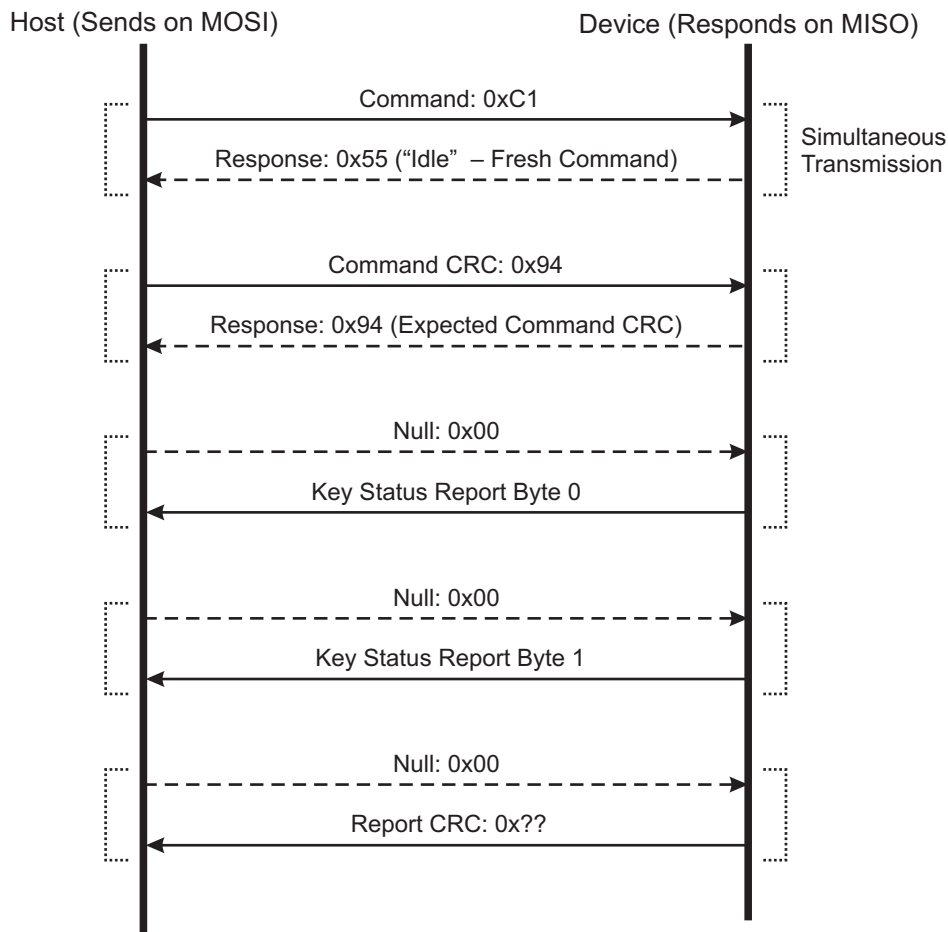 Host (Sends on MOSI)
Device (Responds on MISO)
Command: 0xC1
Response: 0x55 (“Idle” – Fresh Command)
Simultaneous
Transmission
Command CRC: 0x94
Response: 0x94 (Expected Command CRC)
Null: 0x00
Key Status Report Byte 0
Null: 0x00
Key Status Report Byte 1
Null: 0x00
Report CRC: 0x??